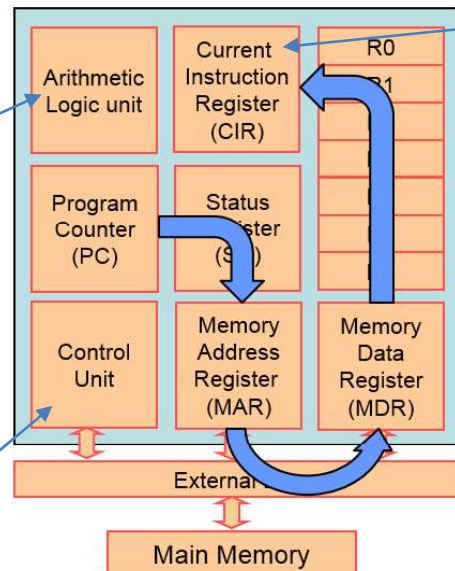 Arithmetic
Logic unit
Current
Instruction
Register
(CIR)
R0
Program
Counter
(PC)
Status
Control
Unit
Memory
Address
Register
(MAR)
Memory
Data
Register
(MDR)
External
Main Memory